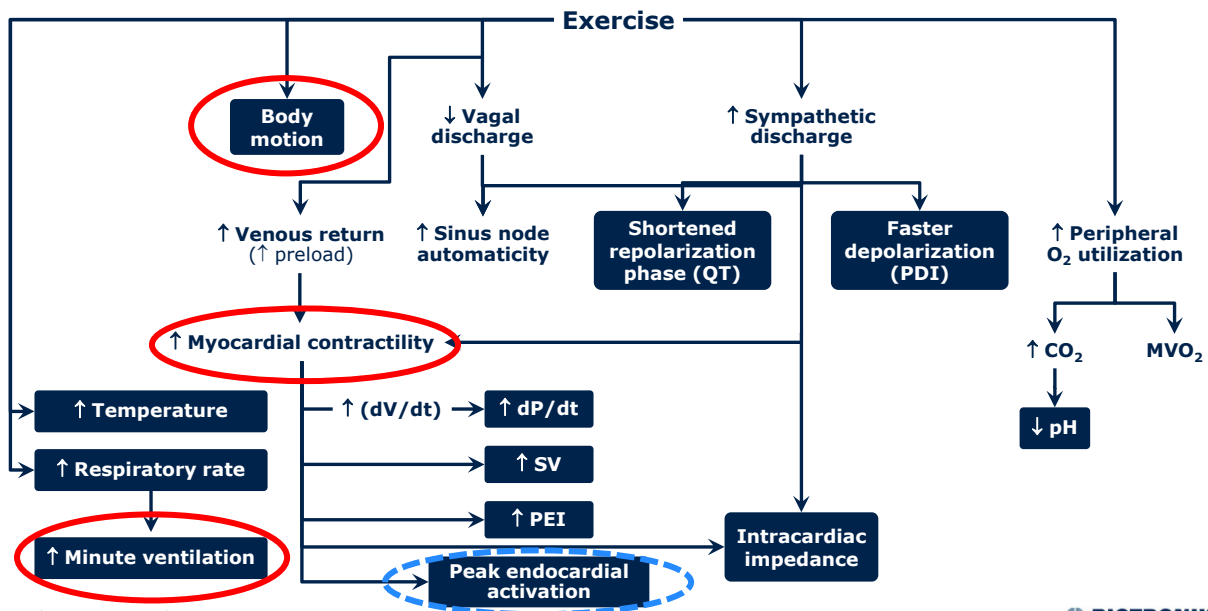 Exercise
Body
motion
↓ Vagal
discharge
↑ Sympathetic
discharge
↑ Venous return
(↑ preload)
↑ Sinus node
automaticity
Shortened
repolarization
phase (QT)
Faster
depolarization
(PDI)
↑ Peripheral
O₂ utilization
↑ Myocardial contractility
↑ CO₂
MVO₂
↑ Temperature
↑ (dV/dt)
↑ dP/dt
↓ pH
↑ Respiratory rate
↑ SV
↑ PEI
↑ Minute ventilation
Intracardiac
impedance
Peak endocardial
activation